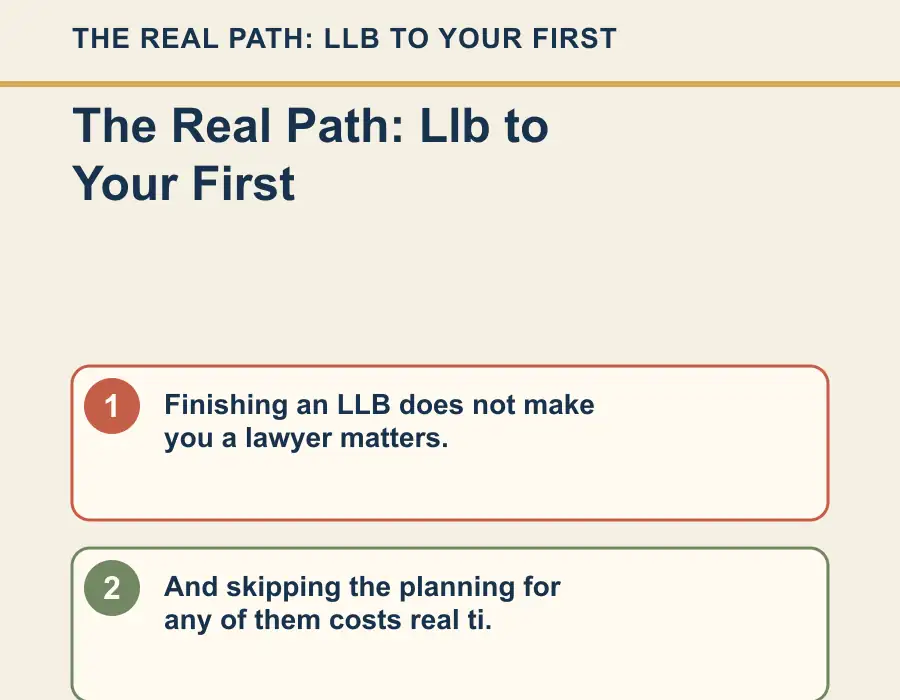 THE REAL PATH: LLB TO YOUR FIRST
The Real Path: Llb to
Your First
1
Finishing an LLB does not make
you a lawyer matters.
2
And skipping the planning for
any of them costs real ti.